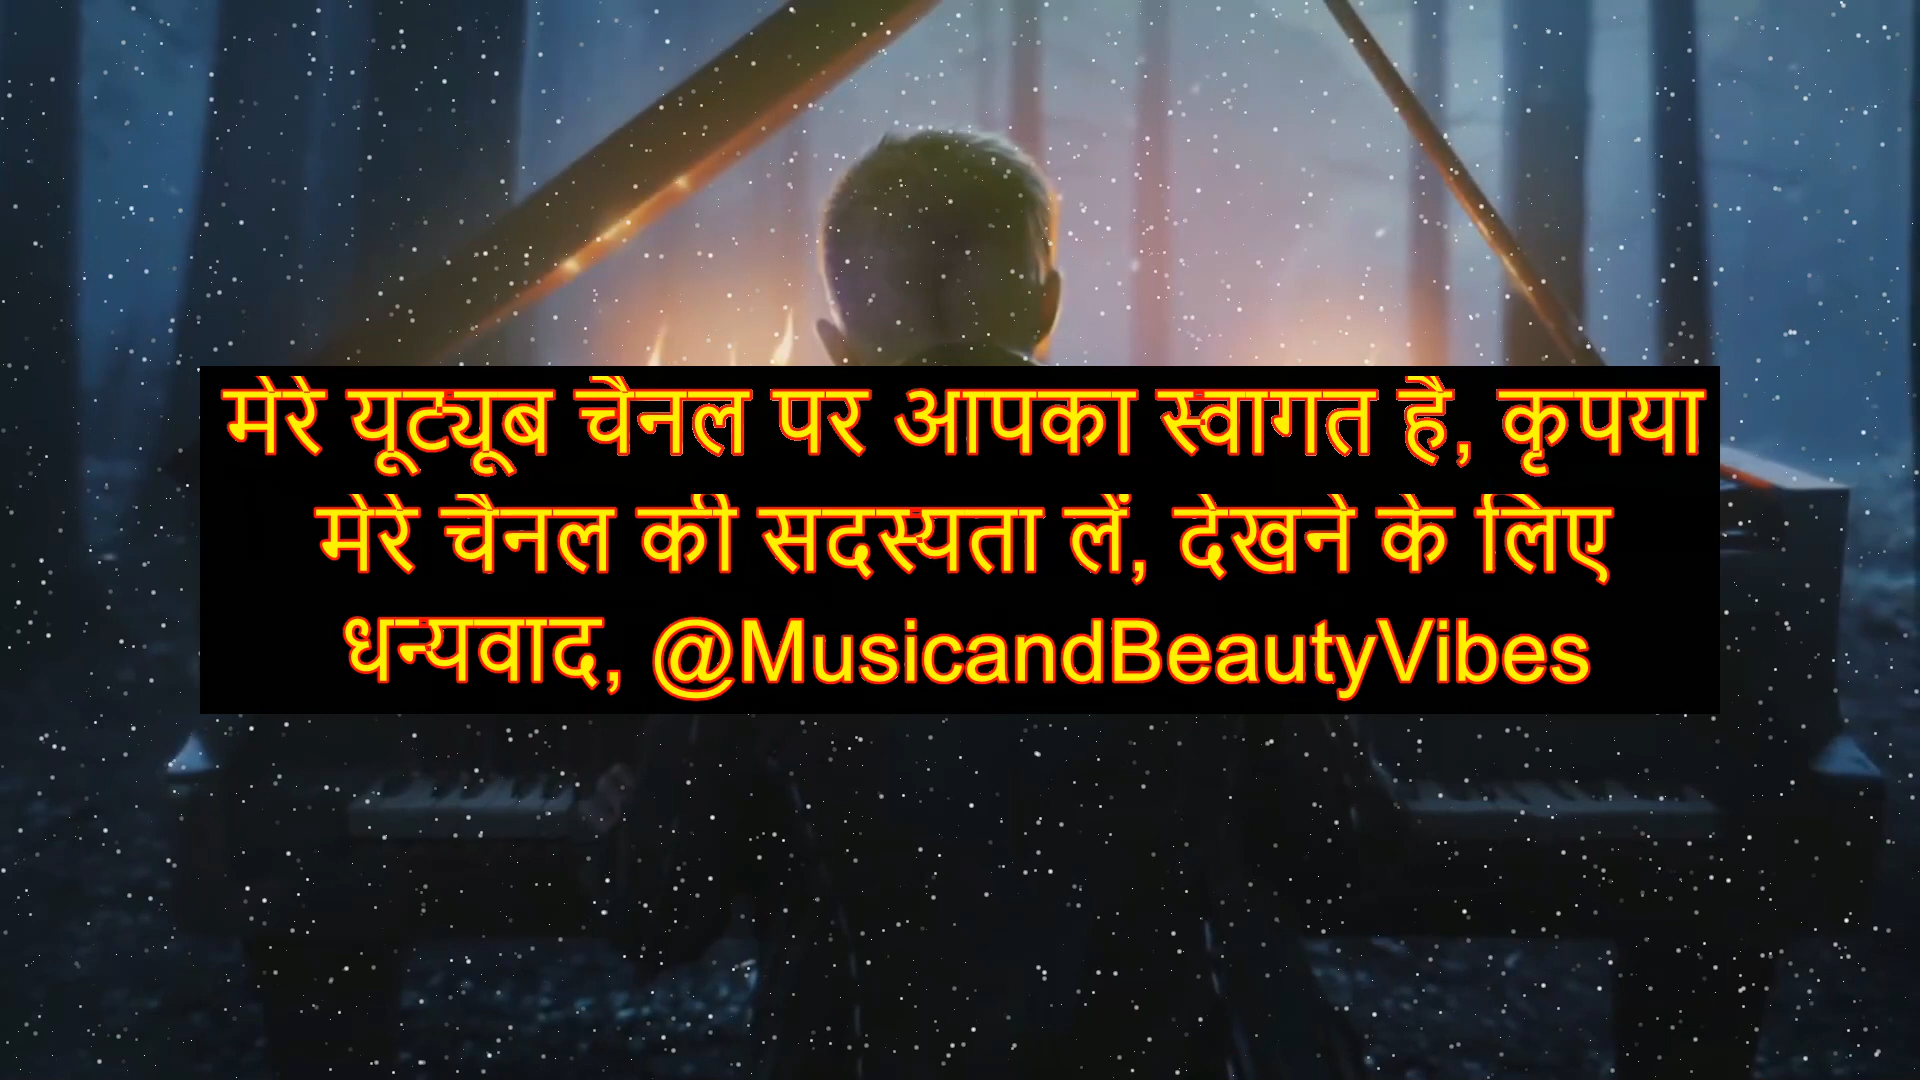 मेरे यूट्यूब चैनल पर आपका स्वागत है, कृपया
मेरे चैनल की सदस्यता लें, देखने के लिए
धन्यवाद, @MusicandBeautyVibes